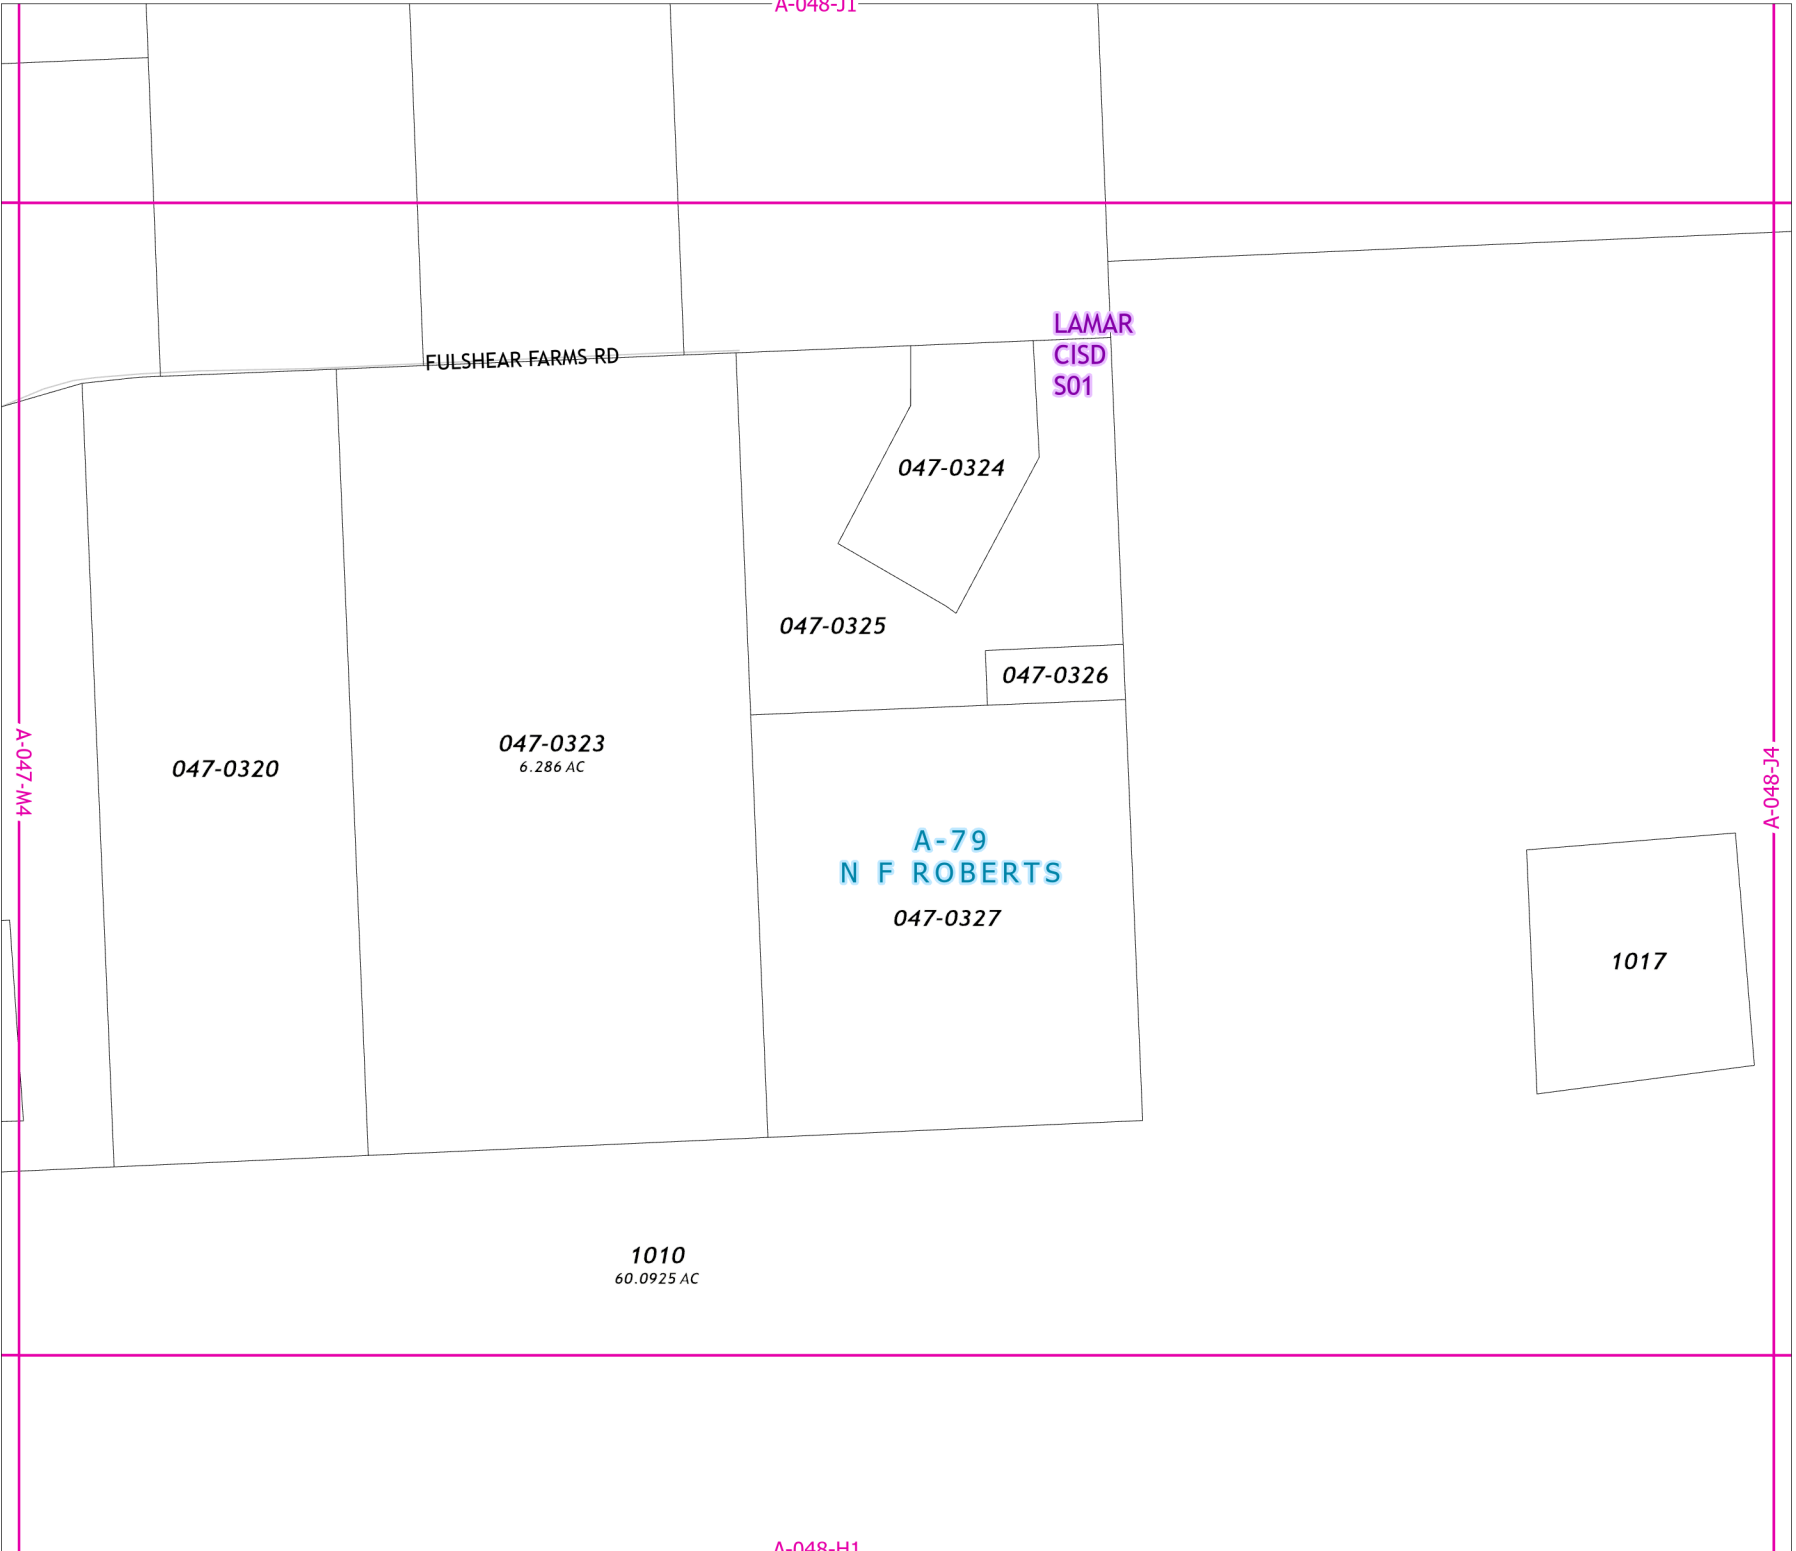 A-048-J1
LAMAR
CISD
S01
FULSHEAR FARMS RD
047-0324
047-0325
047-0326
047-0323
6.286 AC
047-0320
A-047-M4
A-048-J4
A-79
N F ROBERTS
047-0327
1017
1010
60.0925 AC
A-048-H1